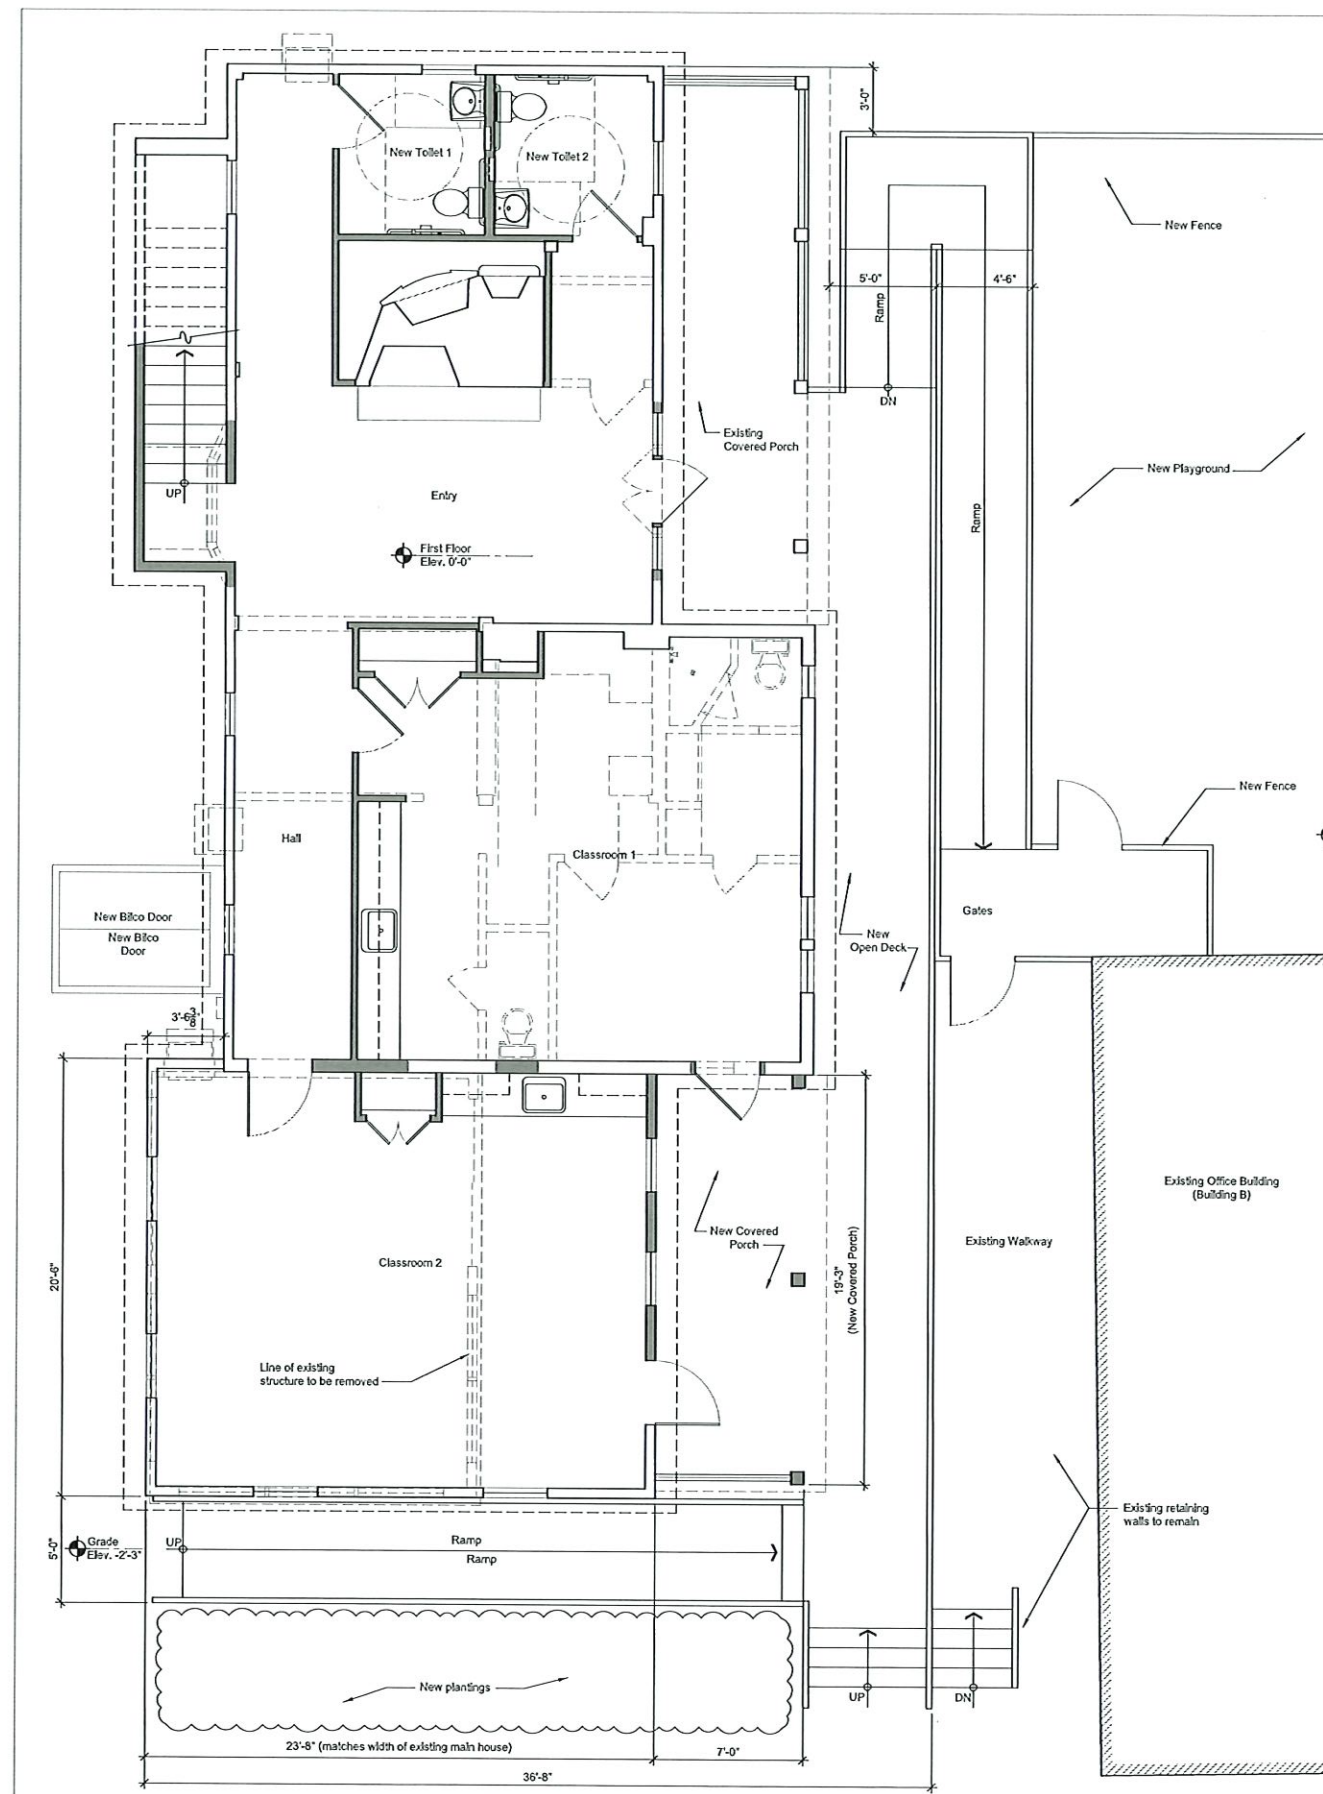 3'-0"
New Toilet 1
New Toilet 2
New Fence
5'-0"
4'-6"
Ramp
DN
Existing
Covered Porch
New Playground
UP
Entry
Ramp
First Floor
Elev. 0'-0"
New Fence
Hall
Classroom 1
New Bilco Door
New Bilco
Door
Gates
New
Open Deck
3'-6 3/8"
Existing Office Building
(Building B)
New Covered
Porch
Existing Walkway
Classroom 2
20'-6"
19'-3"
(New Covered Porch)
Line of existing
structure to be removed
Existing retaining
walls to remain
5'-0"
Grade
Elev. -2'-3"
UP
Ramp
Ramp
New plantings
UP
DN
23'-8" (matches width of existing main house)
7'-0"
36'-8"